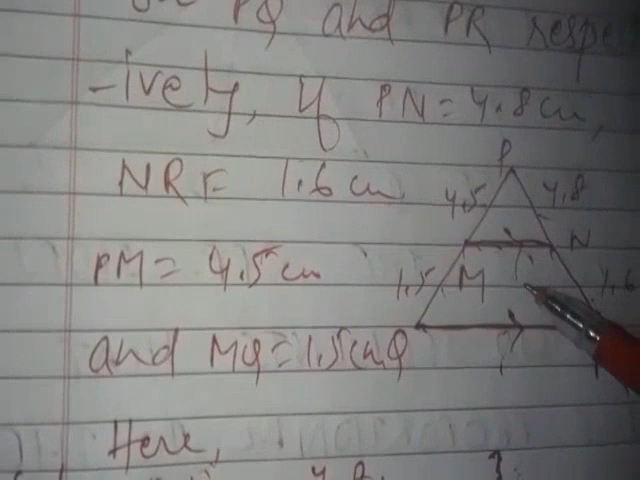 PQ and PR respe
-ively, if PN = 4.8 cm,
NR = 1.6 cm
PM = 4.5 cm
and MQ = 1.5 cm
P
4.5 4.8
M N
1.5 1.6
Q
Here,